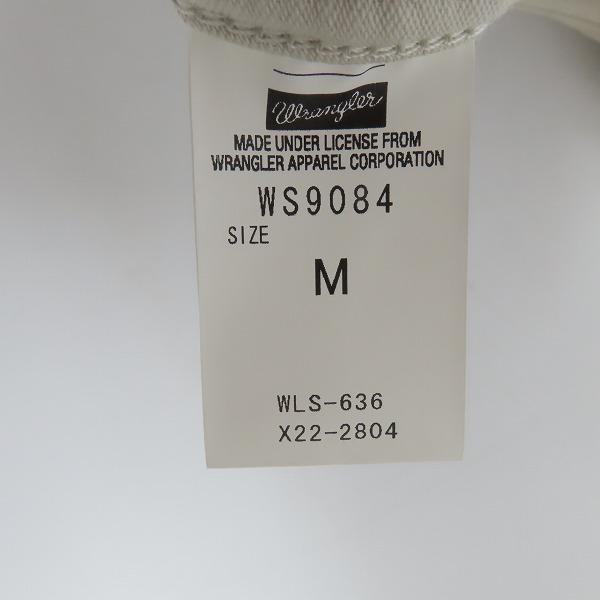 Wrangler
MADE UNDER LICENSE FROM
WRANGLER APPAREL CORPORATION
WS9084
SIZE
M
WLS-636
X22-2804